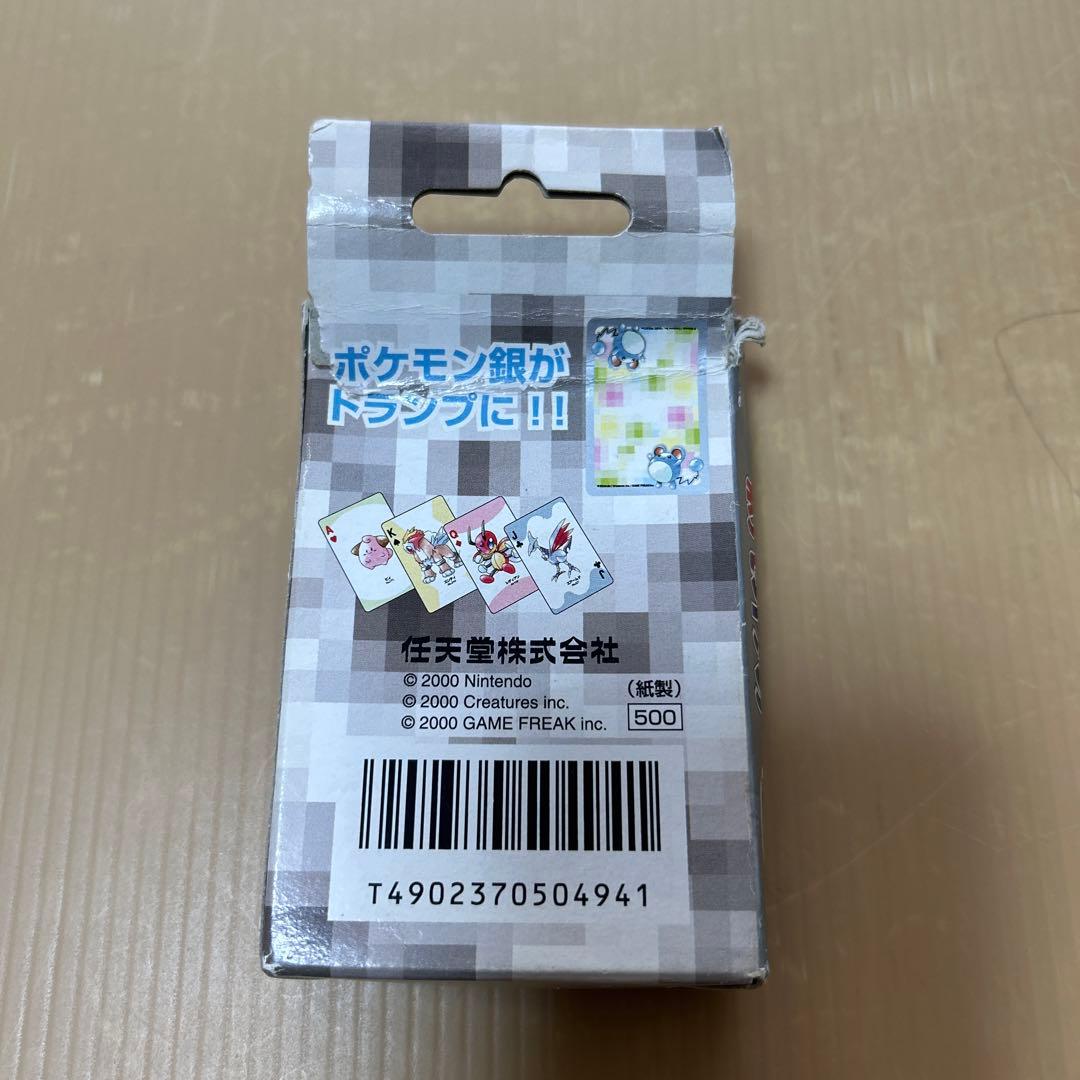 ポケモン銀が
トランプに!!
A
K
Q
J
任天堂株式会社
© 2000 Nintendo
© 2000 Creatures inc.
© 2000 GAME FREAK inc.
(紙製)
500
T4902370504941